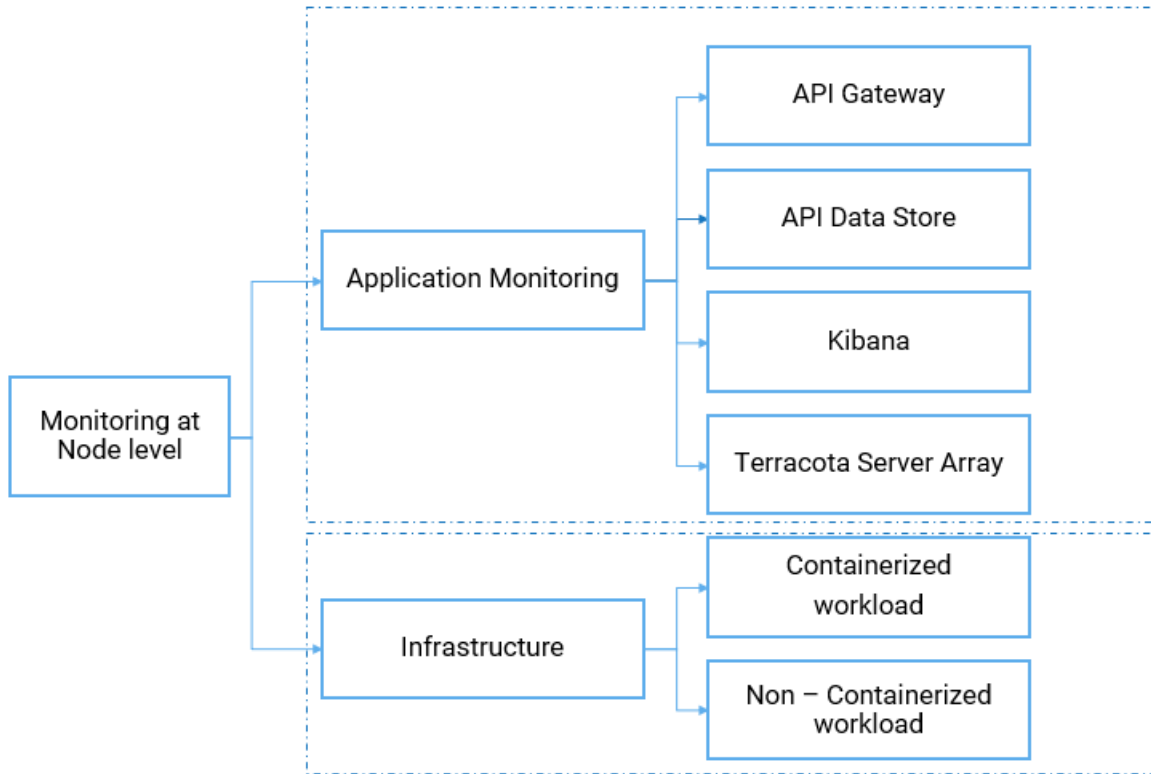 API Gateway
API Data Store
Application Monitoring
Kibana
Monitoring at
Node level
Terracota Server Array
Containerized
workload
Infrastructure
Non – Containerized
workload